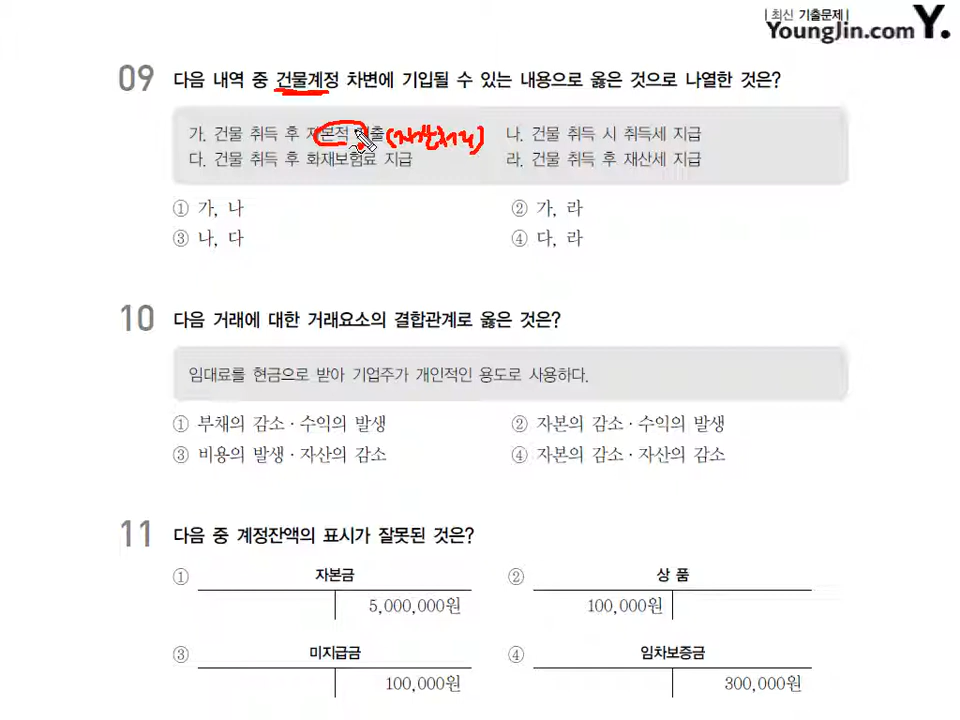 | 최신 기출문제 |
YoungJin.com Y.
09 다음 내역 중 건물계정 차변에 기입될 수 있는 내용으로 옳은 것으로 나열한 것은?
가. 건물 취득 후 자본적 지출 (자산처리) 나. 건물 취득 시 취득세 지급
다. 건물 취득 후 화재보험료 지급 라. 건물 취득 후 재산세 지급
① 가, 나 ② 가, 라
③ 나, 다 ④ 다, 라
10 다음 거래에 대한 거래요소의 결합관계로 옳은 것은?
임대료를 현금으로 받아 기업주가 개인적인 용도로 사용하다.
① 부채의 감소 · 수익의 발생 ② 자본의 감소 · 수익의 발생
③ 비용의 발생 · 자산의 감소 ④ 자본의 감소 · 자산의 감소
11 다음 중 계정잔액의 표시가 잘못된 것은?
① 자본금 ② 상 품
5,000,000원 100,000원
③ 미지급금 ④ 임차보증금
100,000원 300,000원